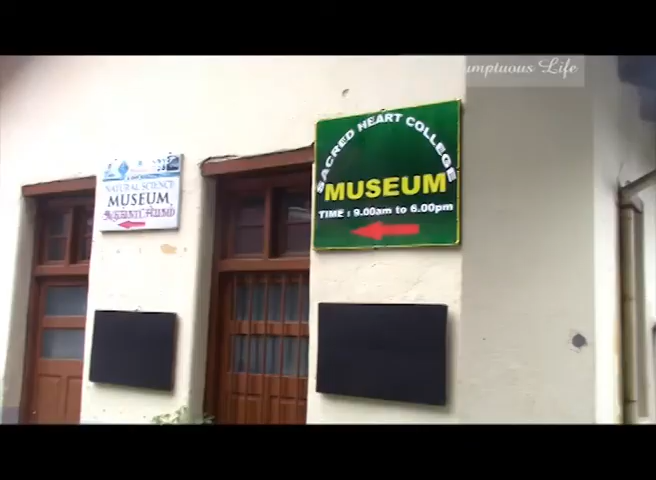 umptuous Life
SACRED HEART COLLEGE
MUSEUM
TIME : 9.00am to 6.00pm
NATURAL SCIENCE
MUSEUM